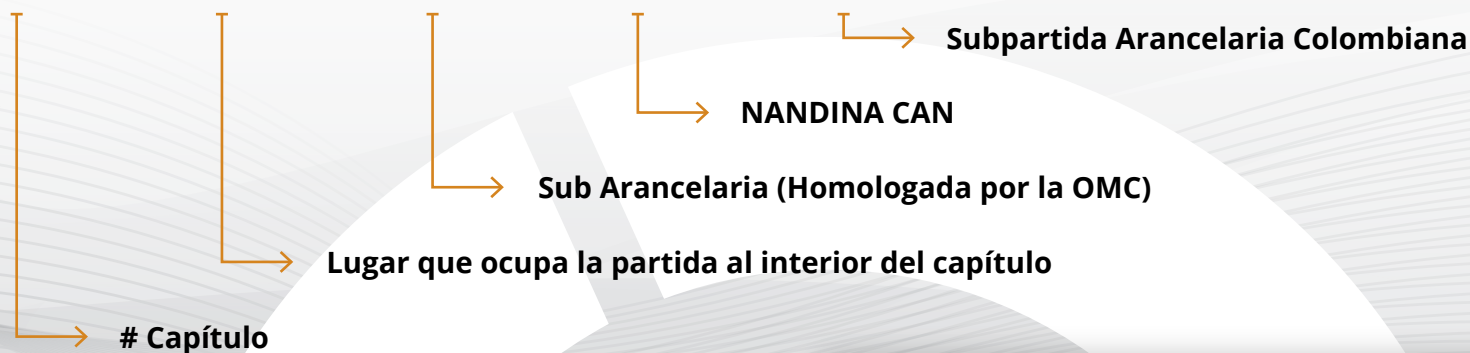 Subpartida Arancelaria Colombiana
NANDINA CAN
Sub Arancelaria (Homologada por la OMC)
Lugar que ocupa la partida al interior del capítulo
# Capítulo